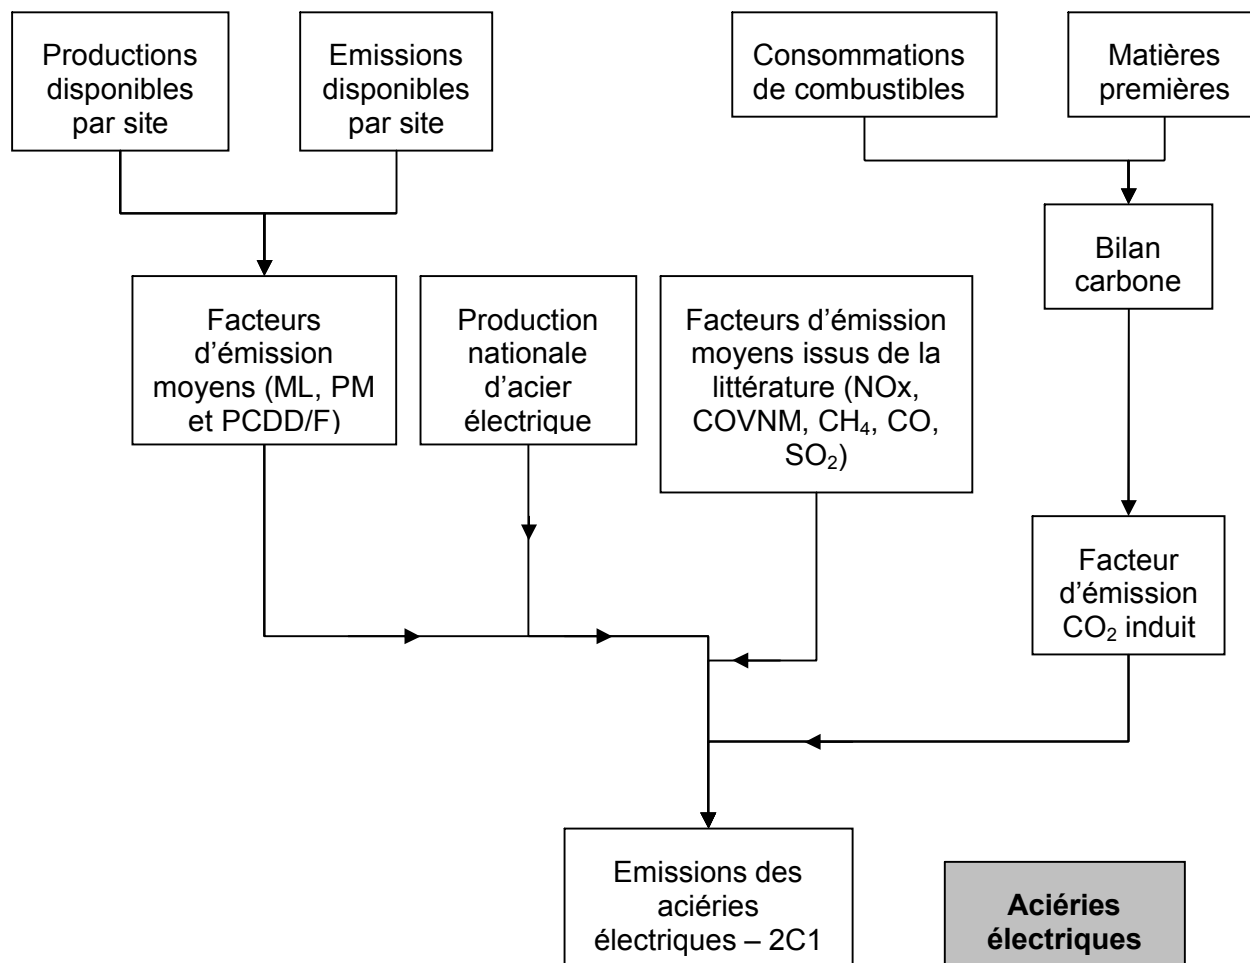 Productions
disponibles
par site
Emissions
disponibles
par site
Consommations
de combustibles
Matières
premières
Bilan
carbone
Facteurs
d’émission
moyens (ML, PM
et PCDD/F)
Production
nationale
d’acier
électrique
Facteurs d’émission
moyens issus de la
littérature (NOx,
COVNM, CH₄, CO,
SO₂)
Facteur
d’émission
CO₂ induit
Emissions des
aciéries
électriques – 2C1
Aciéries
électriques